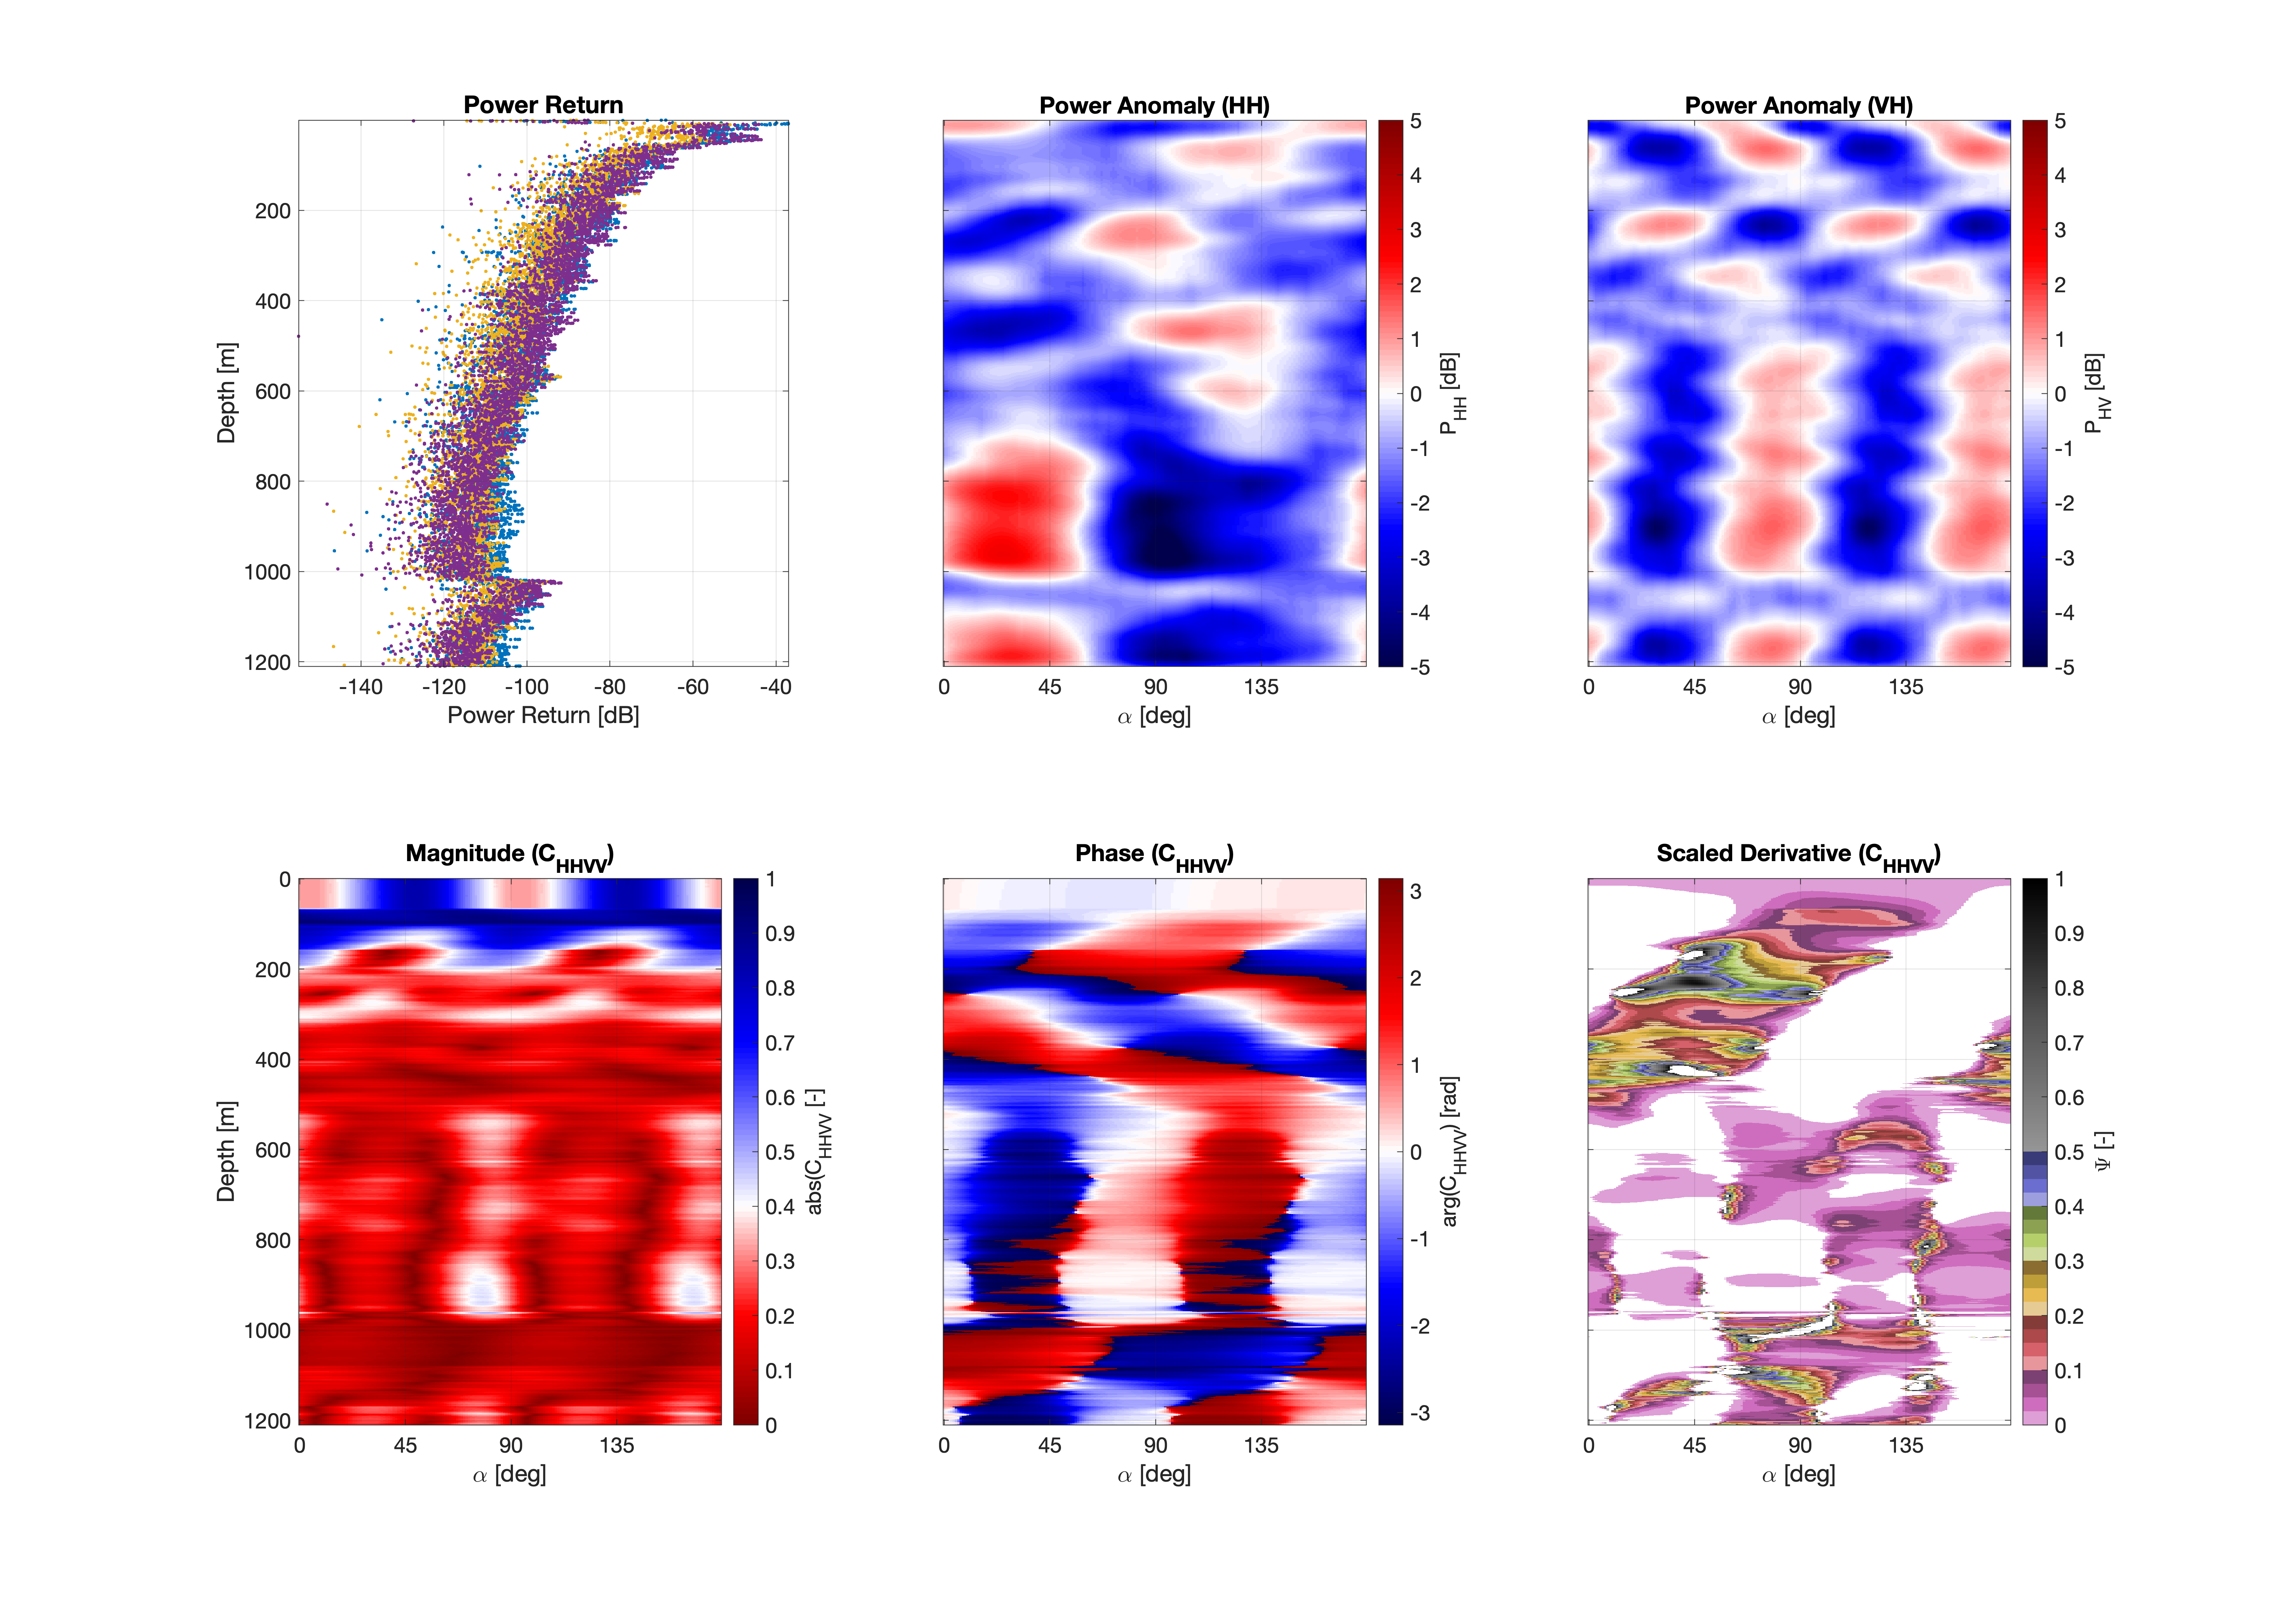 Power Return
Power Anomaly (HH)
Power Anomaly (VH)
200
400
600
800
1000
1200
Depth [m]
-140 -120 -100 -80 -60 -40
Power Return [dB]
0 45 90 135
α [deg]
5
4
3
2
1
0
-1
-2
-3
-4
-5
P_HH [dB]
0 45 90 135
α [deg]
5
4
3
2
1
0
-1
-2
-3
-4
-5
P_HV [dB]
Magnitude (C_HHVV)
Phase (C_HHVV)
Scaled Derivative (C_HHVV)
0
200
400
600
800
1000
1200
Depth [m]
0 45 90 135
α [deg]
1
0.9
0.8
0.7
0.6
0.5
0.4
0.3
0.2
0.1
0
abs(C_HHVV) [-]
0 45 90 135
α [deg]
3
2
1
0
-1
-2
-3
arg(C_HHVV) [rad]
0 45 90 135
α [deg]
1
0.9
0.8
0.7
0.6
0.5
0.4
0.3
0.2
0.1
0
Ψ [-]